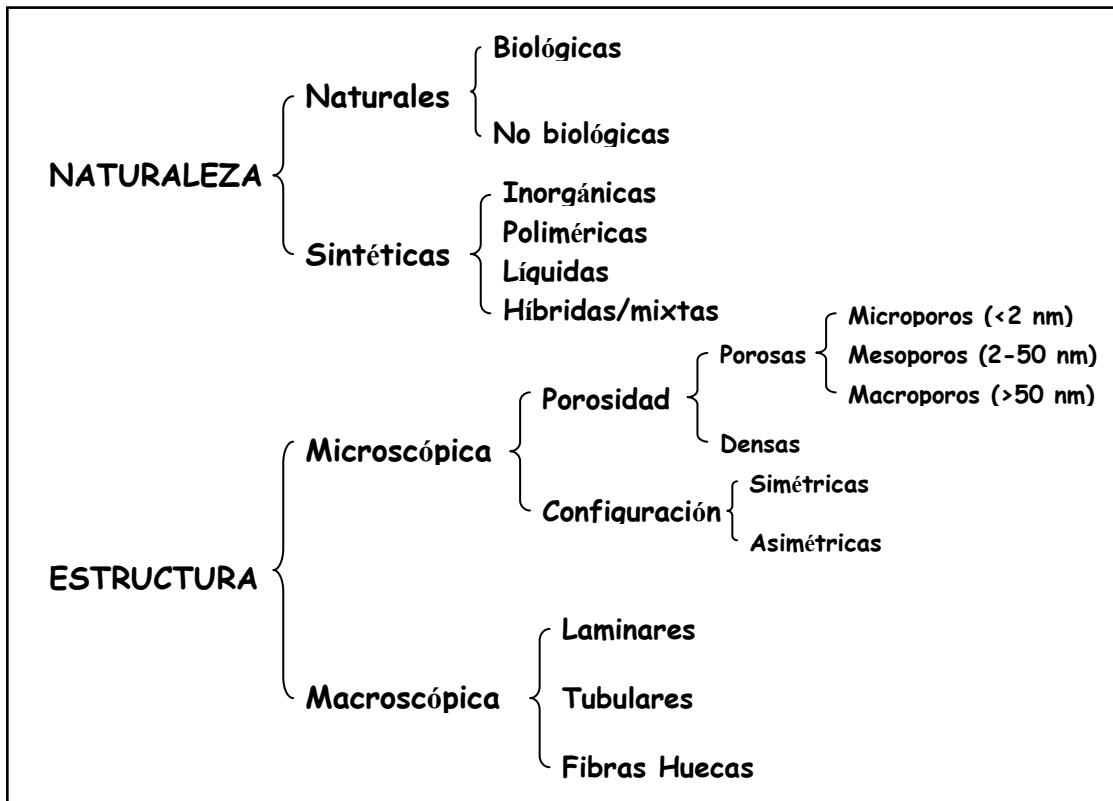 NATURALEZA
Naturales
Biológicas
No biológicas
Sintéticas
Inorgánicas
Poliméricas
Líquidas
Híbridas/mixtas
ESTRUCTURA
Microscópica
Porosidad
Porosas
Microporos (<2 nm)
Mesoporos (2-50 nm)
Macroporos (>50 nm)
Densas
Configuración
Simétricas
Asimétricas
Macroscópica
Laminares
Tubulares
Fibras Huecas